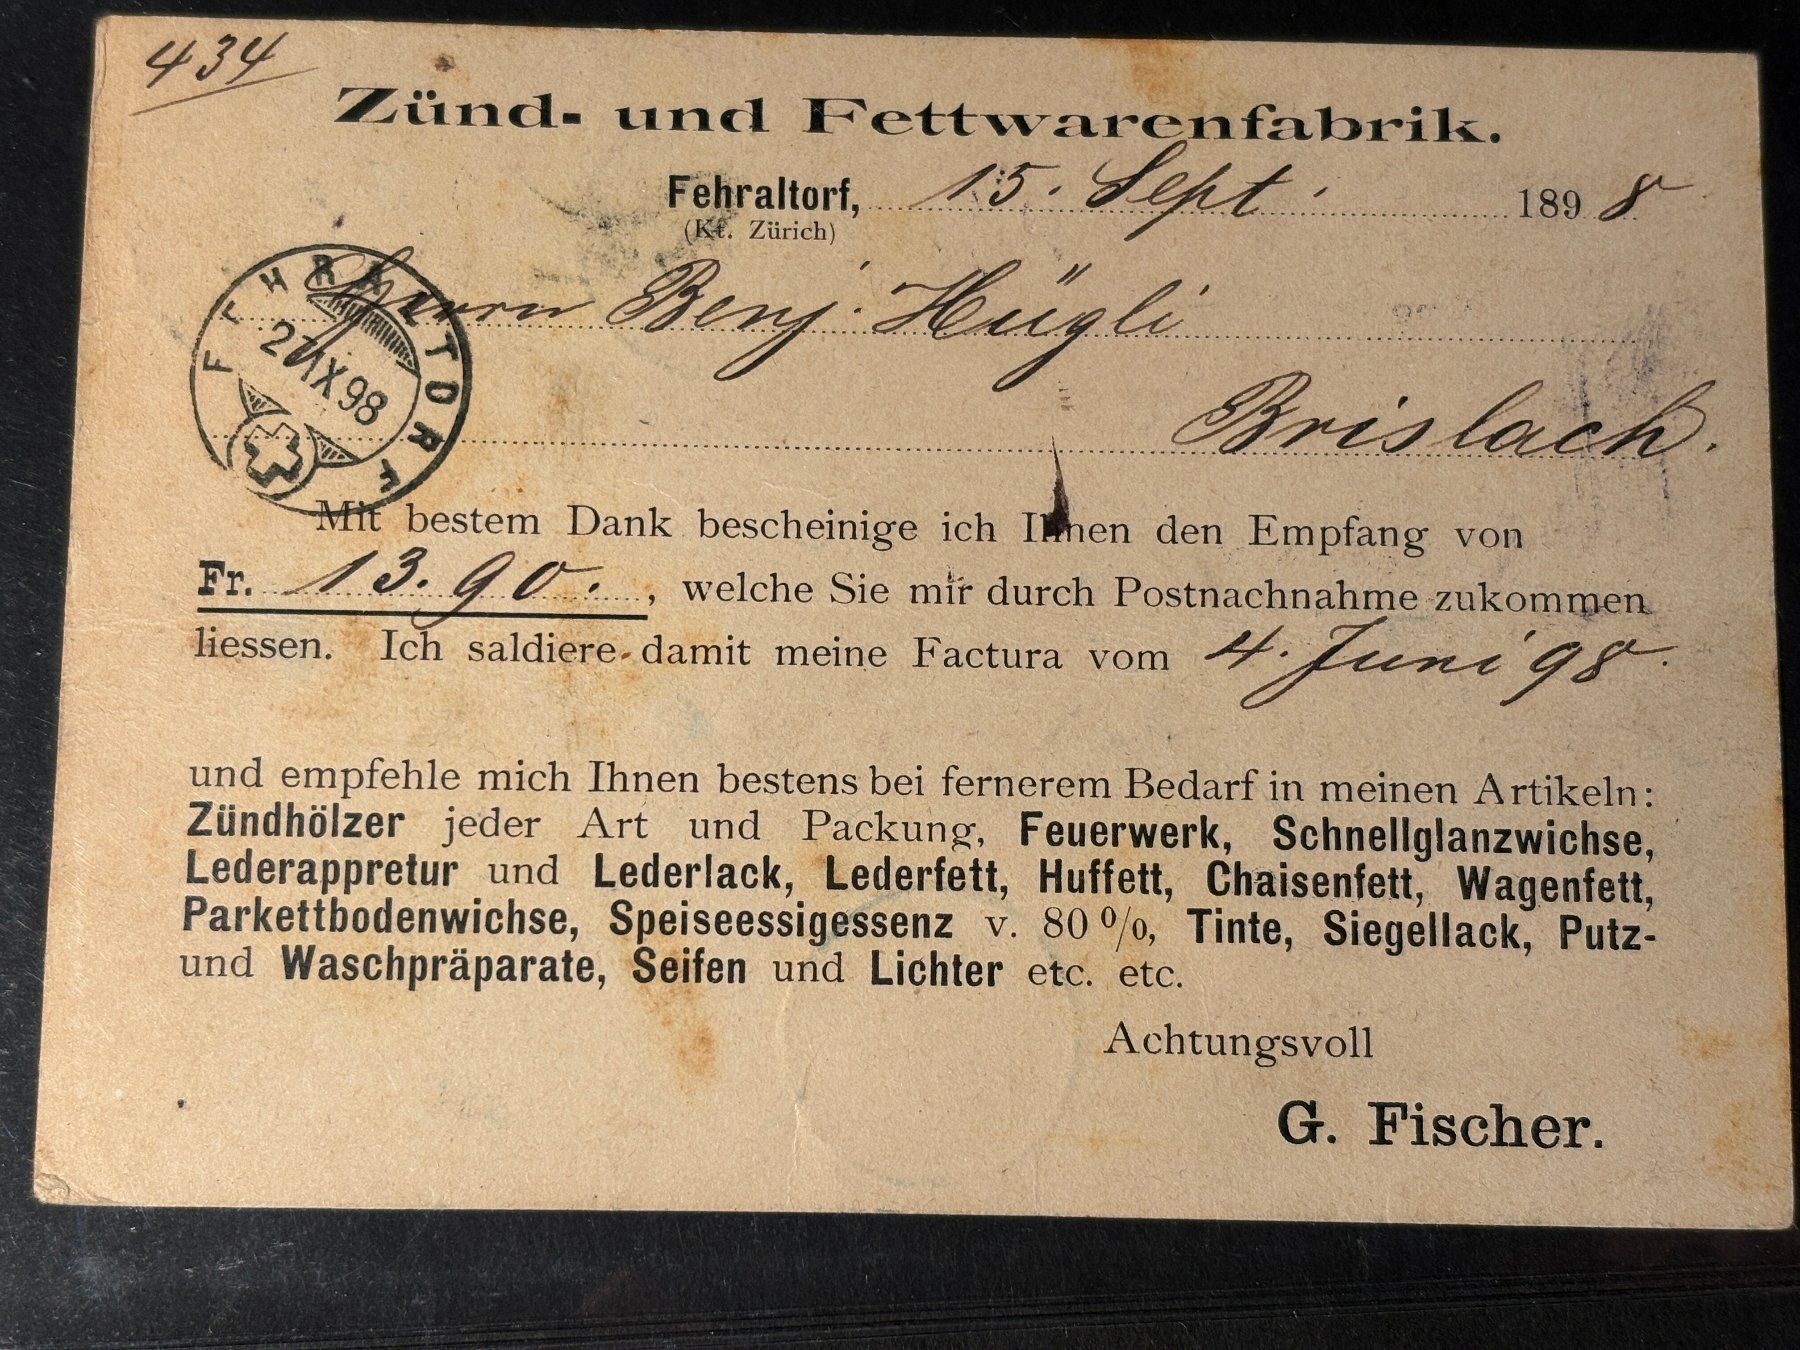 434
Zünd- und Fettwarenfabrik.
Fehraltorf, 15. Sept. 1898
(Kt. Zürich)
FEHRALTORF
27 IX 98
Herrn Benj. Hügli
Brislach.
Mit bestem Dank bescheinige ich Ihnen den Empfang von
Fr. 13.90., welche Sie mir durch Postnachnahme zukommen
liessen. Ich saldiere damit meine Factura vom 4. Juni 98.
und empfehle mich Ihnen bestens bei fernerem Bedarf in meinen Artikeln:
Zündhölzer jeder Art und Packung, Feuerwerk, Schnellglanzwichse,
Lederappretur und Lederlack, Lederfett, Huffett, Chaisenfett, Wagenfett,
Parkettbodenwichse, Speiseessigessenz v. 80 %, Tinte, Siegellack, Putz-
und Waschpräparate, Seifen und Lichter etc. etc.
Achtungsvoll
G. Fischer.